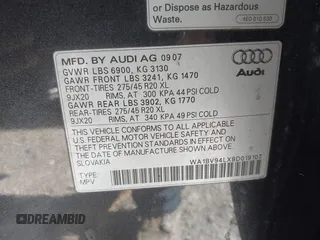 or Dispose as Hazardous
Waste.
4E0 010 530
MFD. BY AUDI AG 09 07
GVWR LBS 6900, KG 3130
GAWR FRONT LBS 3241, KG 1470
FRONT-TIRES 275/45 R20 XL
9JX20 RIMS, AT 300 KPA 44 PSI COLD
GAWR REAR LBS 3902, KG 1770
REAR-TIRES 275/45 R20 XL
9JX20 RIMS, AT 340 KPA 49 PSI COLD
Audi
THIS VEHICLE CONFORMS TO ALL APPLICABLE
U.S. FEDERAL MOTOR VEHICLE SAFETY AND
THEFT PREVENTION STANDARDS IN EFFECT ON
THE DATE OF MANUFACTURE SHOWN ABOVE
SLOVAKIA
TYPE:
MPV
DREAMBID